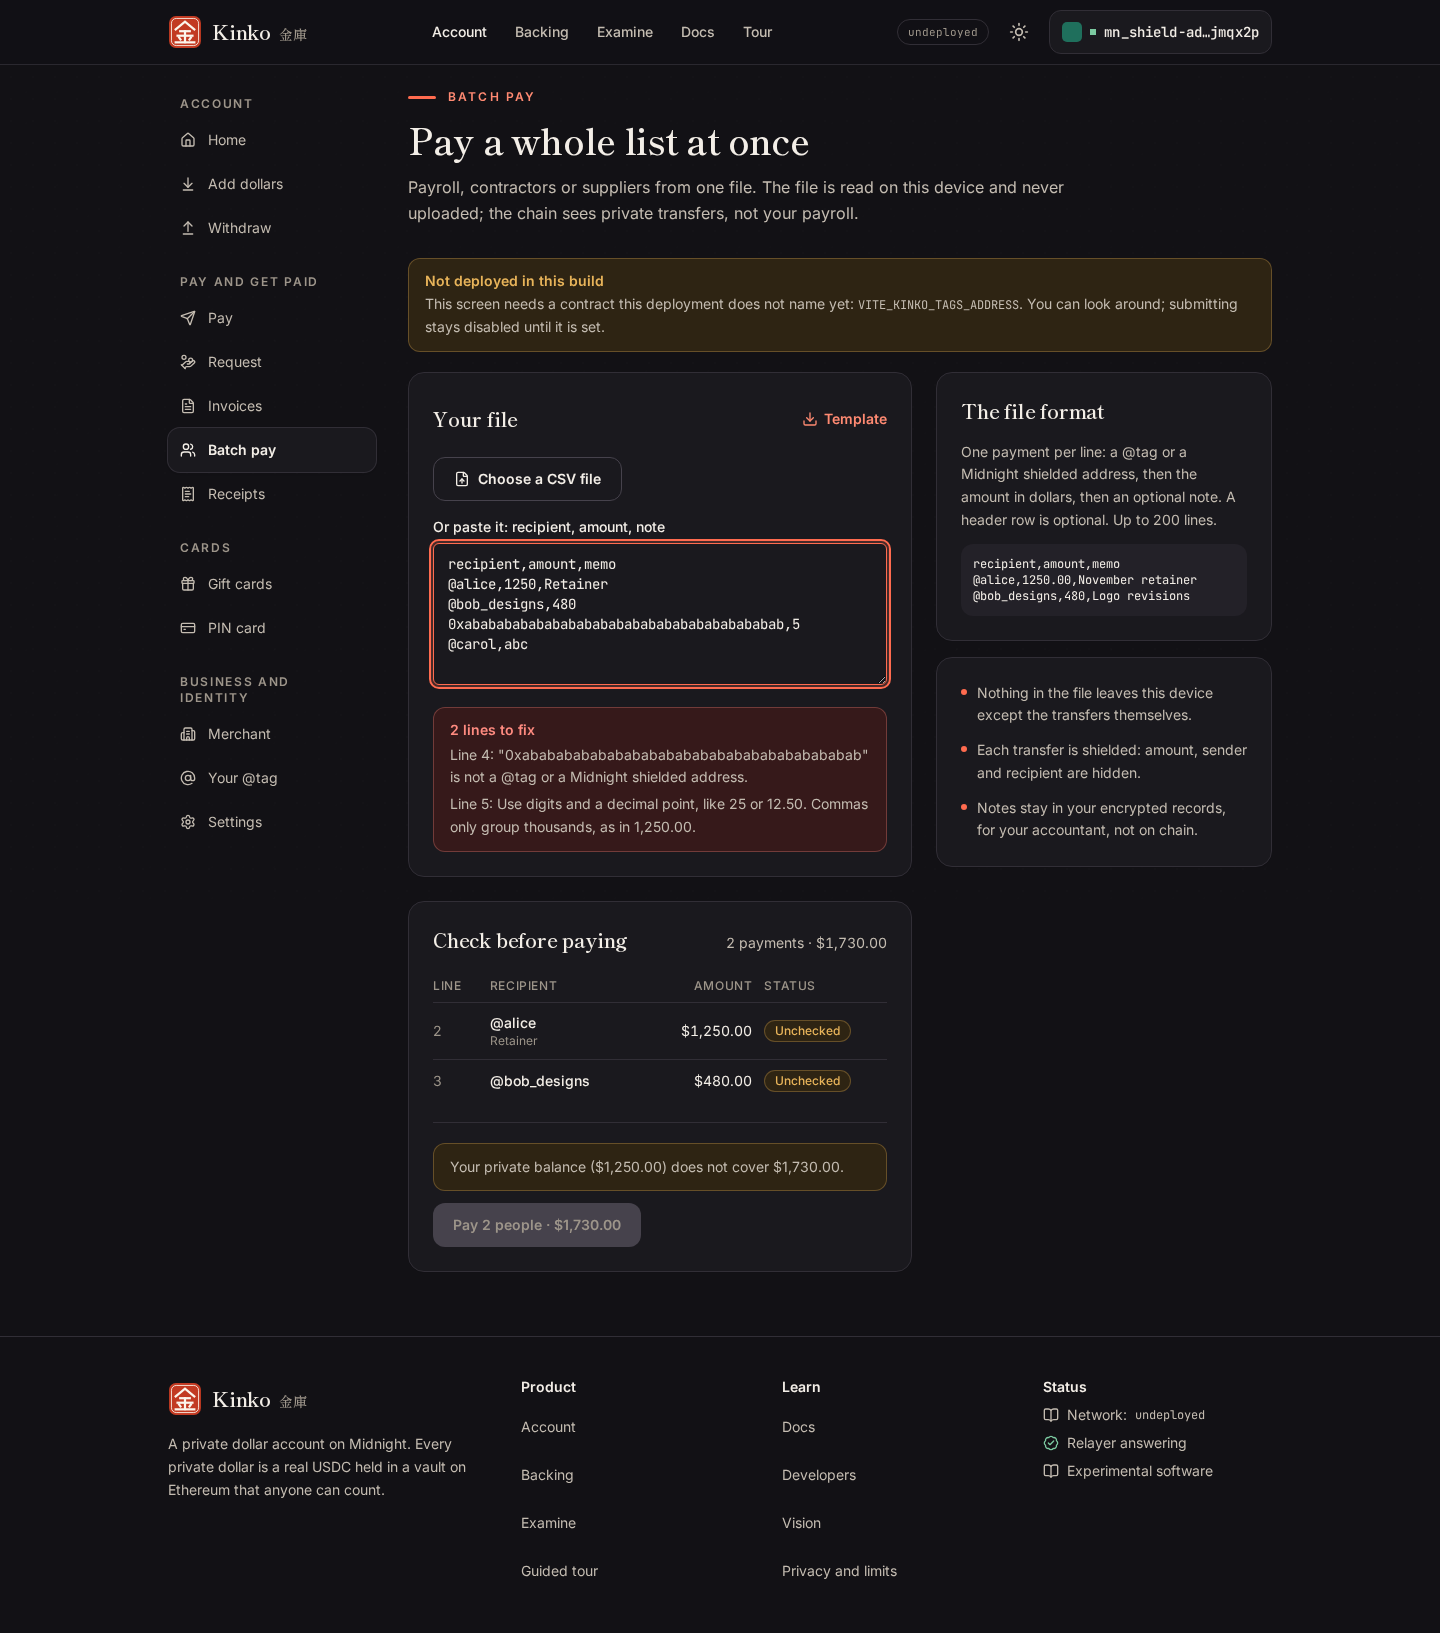 Kinko 金庫
Account
Backing
Examine
Docs
Tour
undeployed
mn_shield-ad…jmqx2p
ACCOUNT
Home
Add dollars
Withdraw
PAY AND GET PAID
Pay
Request
Invoices
Batch pay
Receipts
CARDS
Gift cards
PIN card
BUSINESS AND
IDENTITY
Merchant
Your @tag
Settings
BATCH PAY
Pay a whole list at once
Payroll, contractors or suppliers from one file. The file is read on this device and never
uploaded; the chain sees private transfers, not your payroll.
Not deployed in this build
This screen needs a contract this deployment does not name yet: VITE_KINKO_TAGS_ADDRESS. You can look around; submitting
stays disabled until it is set.
Your file
Template
Choose a CSV file
Or paste it: recipient, amount, note
recipient,amount,memo
@alice,1250,Retainer
@bob_designs,480
0xabababababababababababababababababababab,5
@carol,abc
2 lines to fix
Line 4: "0xabababababababababababababababababababab"
is not a @tag or a Midnight shielded address.
Line 5: Use digits and a decimal point, like 25 or 12.50. Commas
only group thousands, as in 1,250.00.
The file format
One payment per line: a @tag or a
Midnight shielded address, then the
amount in dollars, then an optional note. A
header row is optional. Up to 200 lines.
recipient,amount,memo
@alice,1250.00,November retainer
@bob_designs,480,Logo revisions
Nothing in the file leaves this device
except the transfers themselves.
Each transfer is shielded: amount, sender
and recipient are hidden.
Notes stay in your encrypted records,
for your accountant, not on chain.
Check before paying
2 payments · $1,730.00
LINE RECIPIENT AMOUNT STATUS
2 @alice $1,250.00 Unchecked
Retainer
3 @bob_designs $480.00 Unchecked
Your private balance ($1,250.00) does not cover $1,730.00.
Pay 2 people · $1,730.00
Kinko 金庫
A private dollar account on Midnight. Every
private dollar is a real USDC held in a vault on
Ethereum that anyone can count.
Product
Account
Backing
Examine
Guided tour
Learn
Docs
Developers
Vision
Privacy and limits
Status
Network: undeployed
Relayer answering
Experimental software